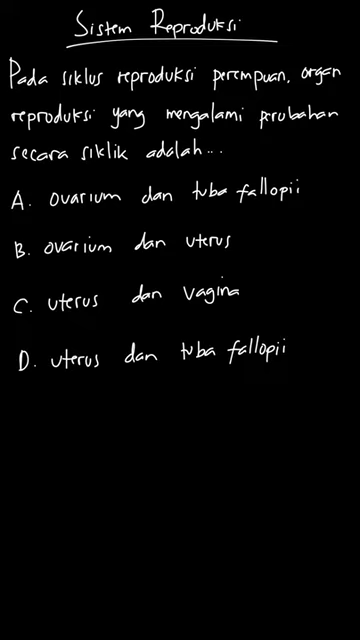 Sistem Reproduksi
Pada siklus reproduksi perempuan, organ
reproduksi yang mengalami perubahan
secara siklik adalah...
A. ovarium dan tuba fallopii
B. ovarium dan uterus
C. uterus dan vagina
D. uterus dan tuba fallopii